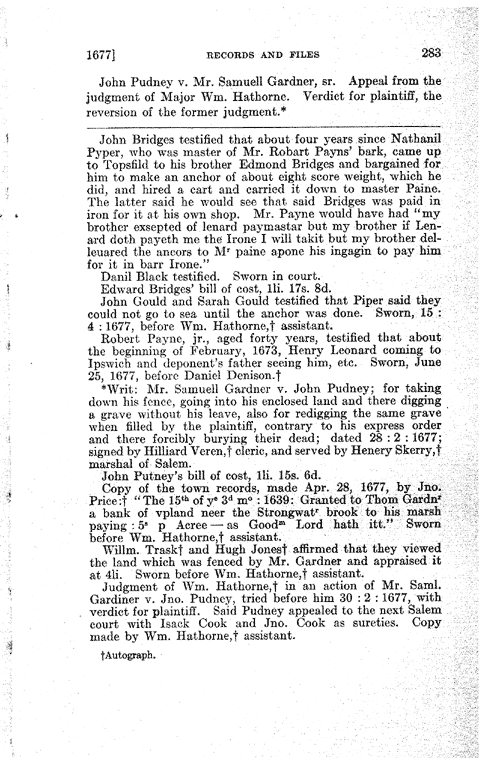 1677] RECORDS AND FILES 283
John Pudney v. Mr. Samuell Gardner, sr. Appeal from the
judgment of Major Wm. Hathorne. Verdict for plaintiff, the
reversion of the former judgment.*
John Bridges testified that about four years since Nathanil
Pyper, who was master of Mr. Robart Payns' bark, came up
to Topsfild to his brother Edmond Bridges and bargained for
him to make an anchor of about eight score weight, which he
did, and hired a cart and carried it down to master Paine.
The latter said he would see that said Bridges was paid in
iron for it at his own shop. Mr. Payne would have had "my
brother exsepted of lenard paymastar but my brother if Len-
ard doth payeth me the Irone I will takit but my brother del-
leuared the ancors to Mr paine apone his ingagin to pay him
for it in barr Irone."
Danil Black testified. Sworn in court.
Edward Bridges' bill of cost, 1li. 17s. 8d.
John Gould and Sarah Gould testified that Piper said they
could not go to sea until the anchor was done. Sworn, 15 :
4 : 1677, before Wm. Hathorne,† assistant.
Robert Payne, jr., aged forty years, testified that about
the beginning of February, 1673, Henry Leonard coming to
Ipswich and deponent's father seeing him, etc. Sworn, June
25, 1677, before Daniel Denison.†
*Writ: Mr. Samuell Gardner v. John Pudney; for taking
down his fence, going into his enclosed land and there digging
a grave without his leave, also for redigging the same grave
when filled by the plaintiff, contrary to his express order
and there forcibly burying their dead; dated 28 : 2 : 1677;
signed by Hilliard Veren,† cleric, and served by Henery Skerry,†
marshal of Salem.
John Putney's bill of cost, 1li. 15s. 6d.
Copy of the town records, made Apr. 28, 1677, by Jno.
Price:† "The 15th of ye 3d mo : 1639: Granted to Thom Gardnr
a bank of vpland neer the Strongwatr brook to his marsh
paying : 5s p Acree — as Goodm Lord hath itt." Sworn
before Wm. Hathorne,† assistant.
Willm. Trask† and Hugh Jones† affirmed that they viewed
the land which was fenced by Mr. Gardner and appraised it
at 4li. Sworn before Wm. Hathorne,† assistant.
Judgment of Wm. Hathorne,† in an action of Mr. Saml.
Gardiner v. Jno. Pudney, tried before him 30 : 2 : 1677, with
verdict for plaintiff. Said Pudney appealed to the next Salem
court with Isack Cook and Jno. Cook as sureties. Copy
made by Wm. Hathorne,† assistant.
†Autograph.